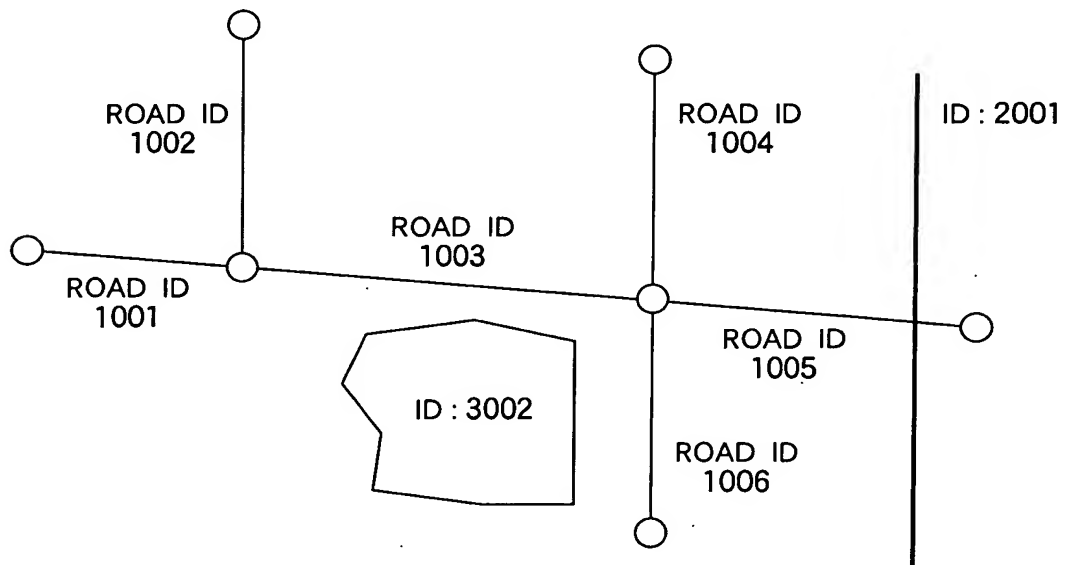 ROAD ID
1002
ROAD ID
1004
ID : 2001
ROAD ID
1003
ROAD ID
1001
ROAD ID
1005
ID : 3002
ROAD ID
1006